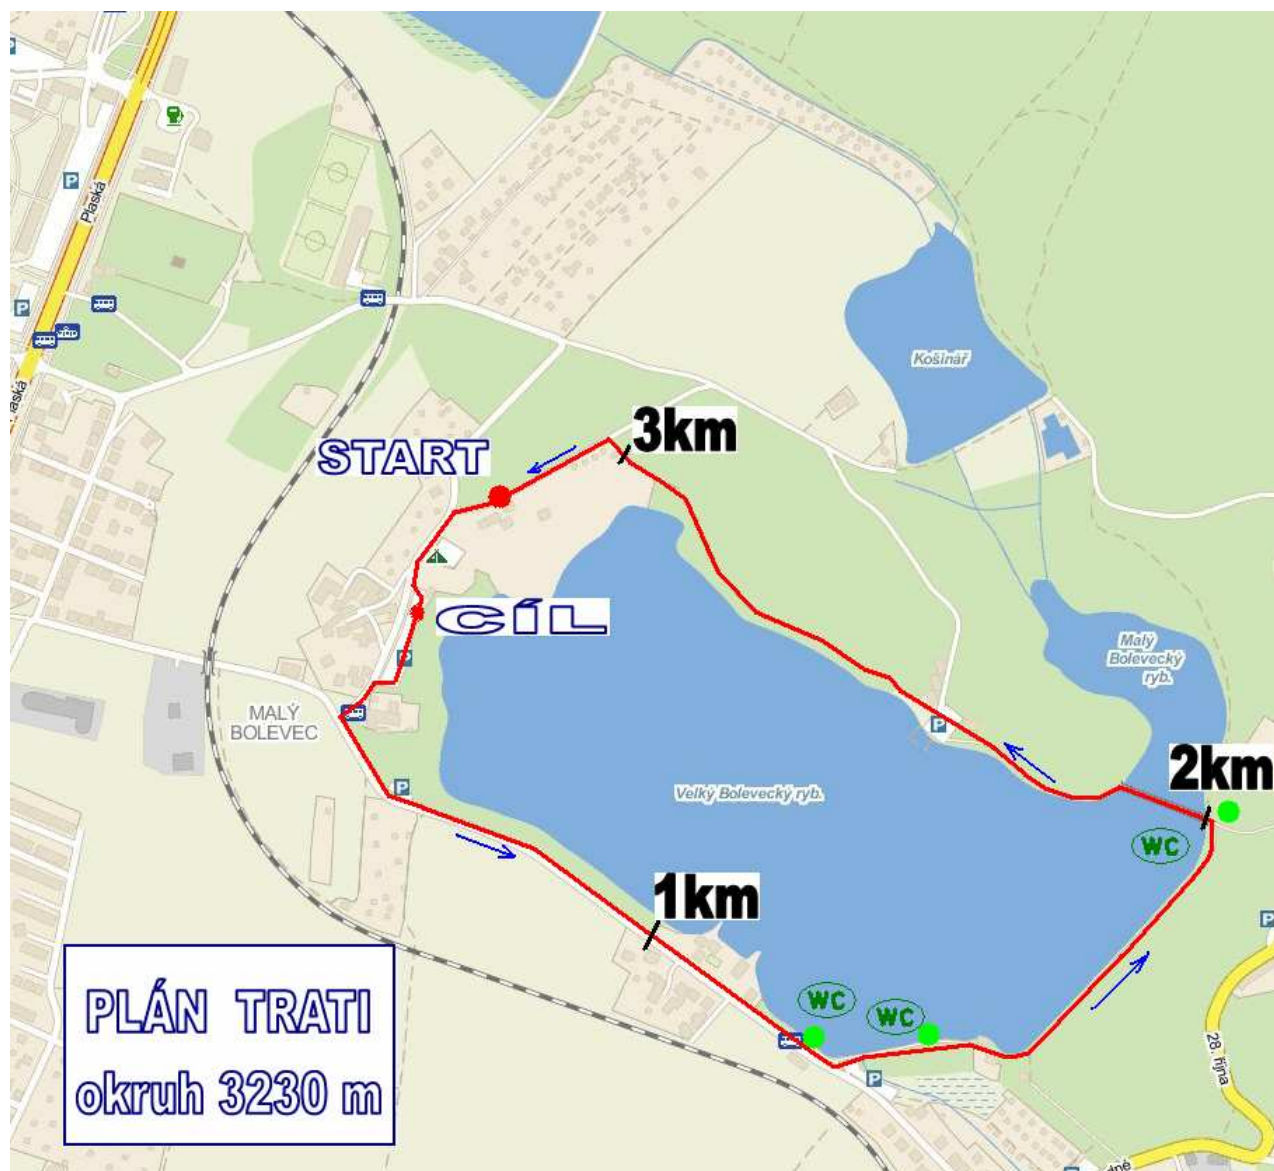 Plaská
P
P
Plaská
Košinář
3km
START
CÍL
Malý
Bolevecký
ryb.
P
MALÝ
BOLEVEC
P
2km
P
Velký Bolevecký ryb.
WC
1km
P
PLÁN TRATI
okruh 3230 m
WC
WC
P
28. října
P